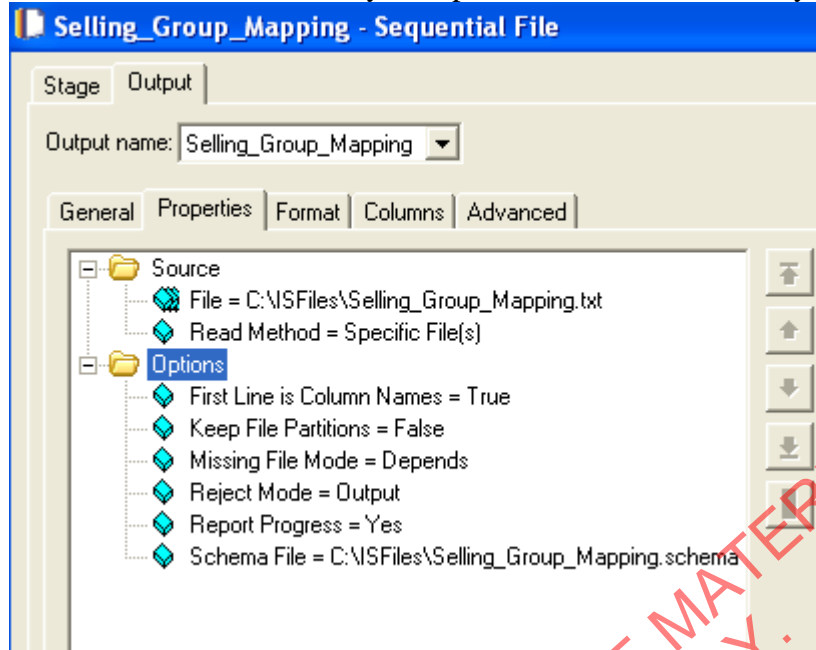 Selling_Group_Mapping - Sequential File
Stage Output
Output name: Selling_Group_Mapping
General Properties Format Columns Advanced
Source
File = C:\ISFiles\Selling_Group_Mapping.txt
Read Method = Specific File(s)
Options
First Line is Column Names = True
Keep File Partitions = False
Missing File Mode = Depends
Reject Mode = Output
Report Progress = Yes
Schema File = C:\ISFiles\Selling_Group_Mapping.schema